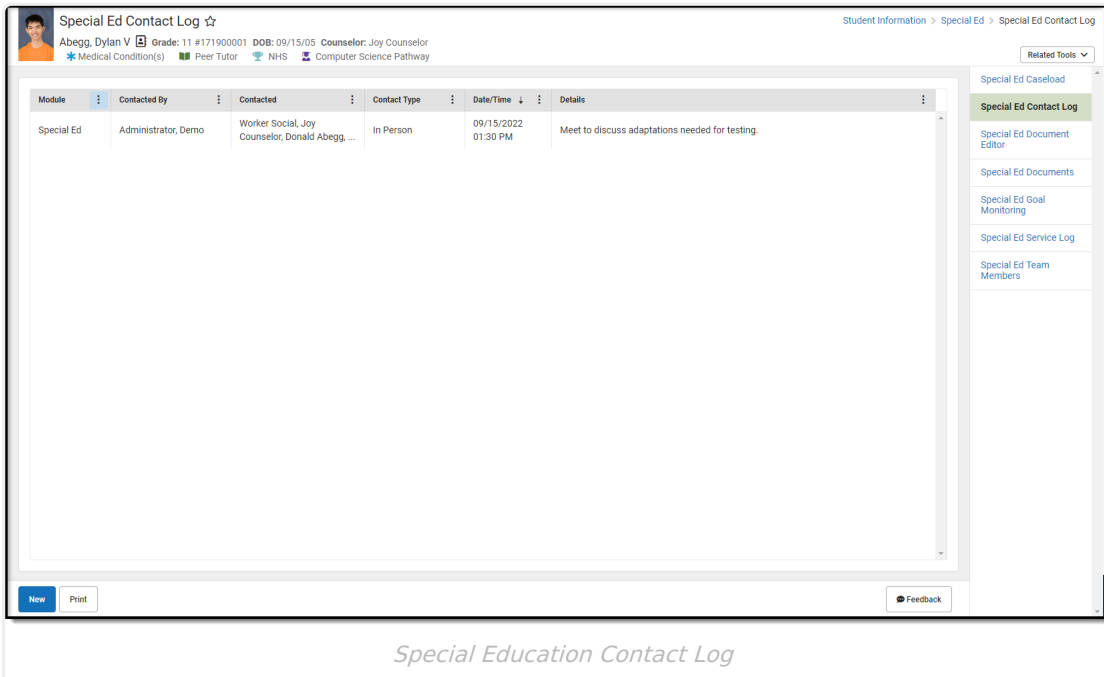 Special Ed Contact Log
Student Information > Special Ed > Special Ed Contact Log
Abegg, Dylan V Grade: 11 #171900001 DOB: 09/15/05 Counselor: Joy Counselor
Medical Condition(s) Peer Tutor NHS Computer Science Pathway
Related Tools
Module Contacted By Contacted Contact Type Date/Time ↓ Details
Special Ed Administrator, Demo Worker Social, Joy Counselor, Donald Abegg, ... In Person 09/15/2022 01:30 PM Meet to discuss adaptations needed for testing.
Special Ed Caseload
Special Ed Contact Log
Special Ed Document
Editor
Special Ed Documents
Special Ed Goal
Monitoring
Special Ed Service Log
Special Ed Team
Members
New Print Feedback
Special Education Contact Log